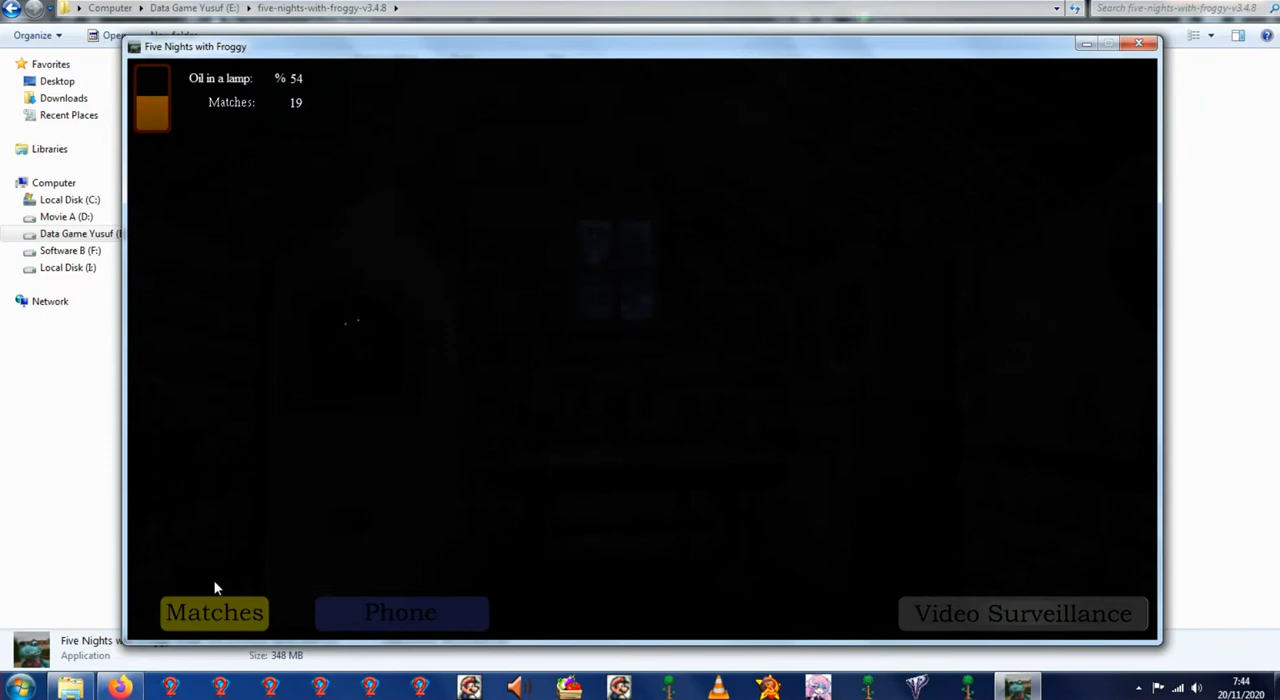 Computer ▸ Data Game Yusuf (E:) ▸ five-nights-with-froggy-v3.4.8 ▸
Search five-nights-with-froggy-v3.4.8
Organize
Open
Five Nights with Froggy
Favorites
Desktop
Downloads
Recent Places
Libraries
Computer
Local Disk (C:)
Movie A (D:)
Data Game Yusuf (
Software B (F:)
Local Disk (I:)
Network
Oil in a lamp: % 54
Matches: 19
Matches
Phone
Video Surveillance
Five Nights w
Application
Size: 348 MB
7:44
20/11/2020